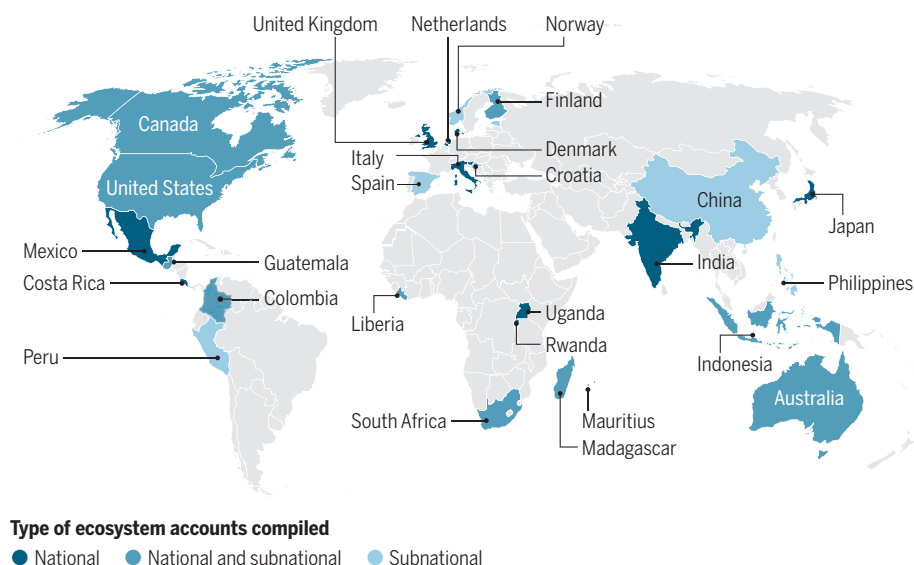 United Kingdom
Netherlands
Norway
Canada
Finland
Denmark
Italy
Croatia
Spain
United States
China
Japan
Mexico
Guatemala
India
Costa Rica
Colombia
Philippines
Liberia
Uganda
Rwanda
Peru
Indonesia
Australia
South Africa
Mauritius
Madagascar
Type of ecosystem accounts compiled
National
National and subnational
Subnational